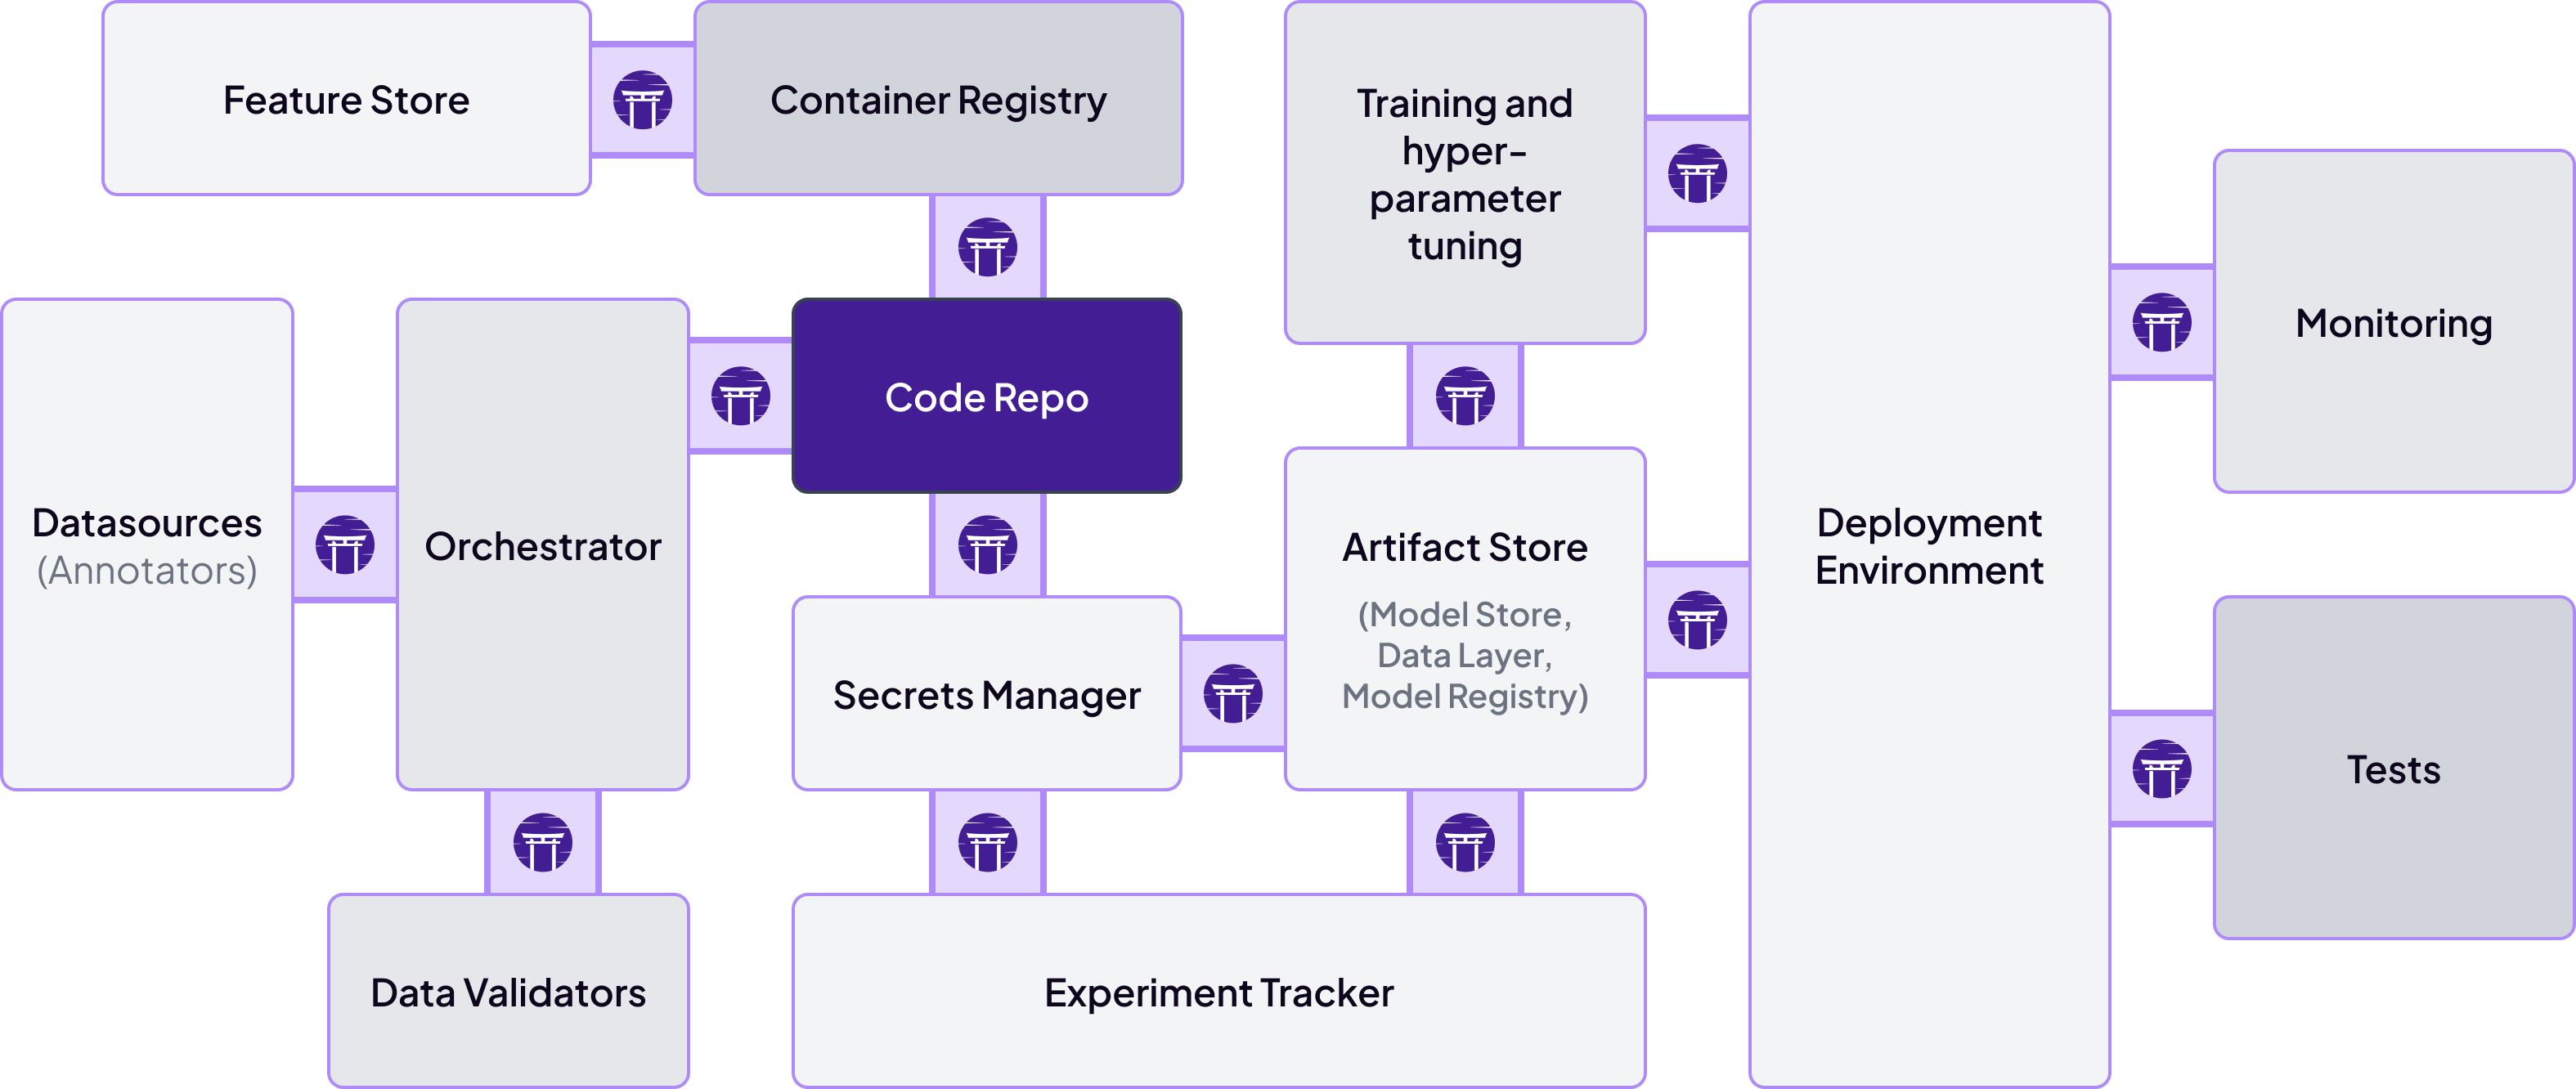 Feature Store
Container Registry
Training and
hyper-
parameter
tuning
Monitoring
Code Repo
Datasources
(Annotators)
Orchestrator
Artifact Store
(Model Store,
Data Layer,
Model Registry)
Deployment
Environment
Secrets Manager
Tests
Data Validators
Experiment Tracker